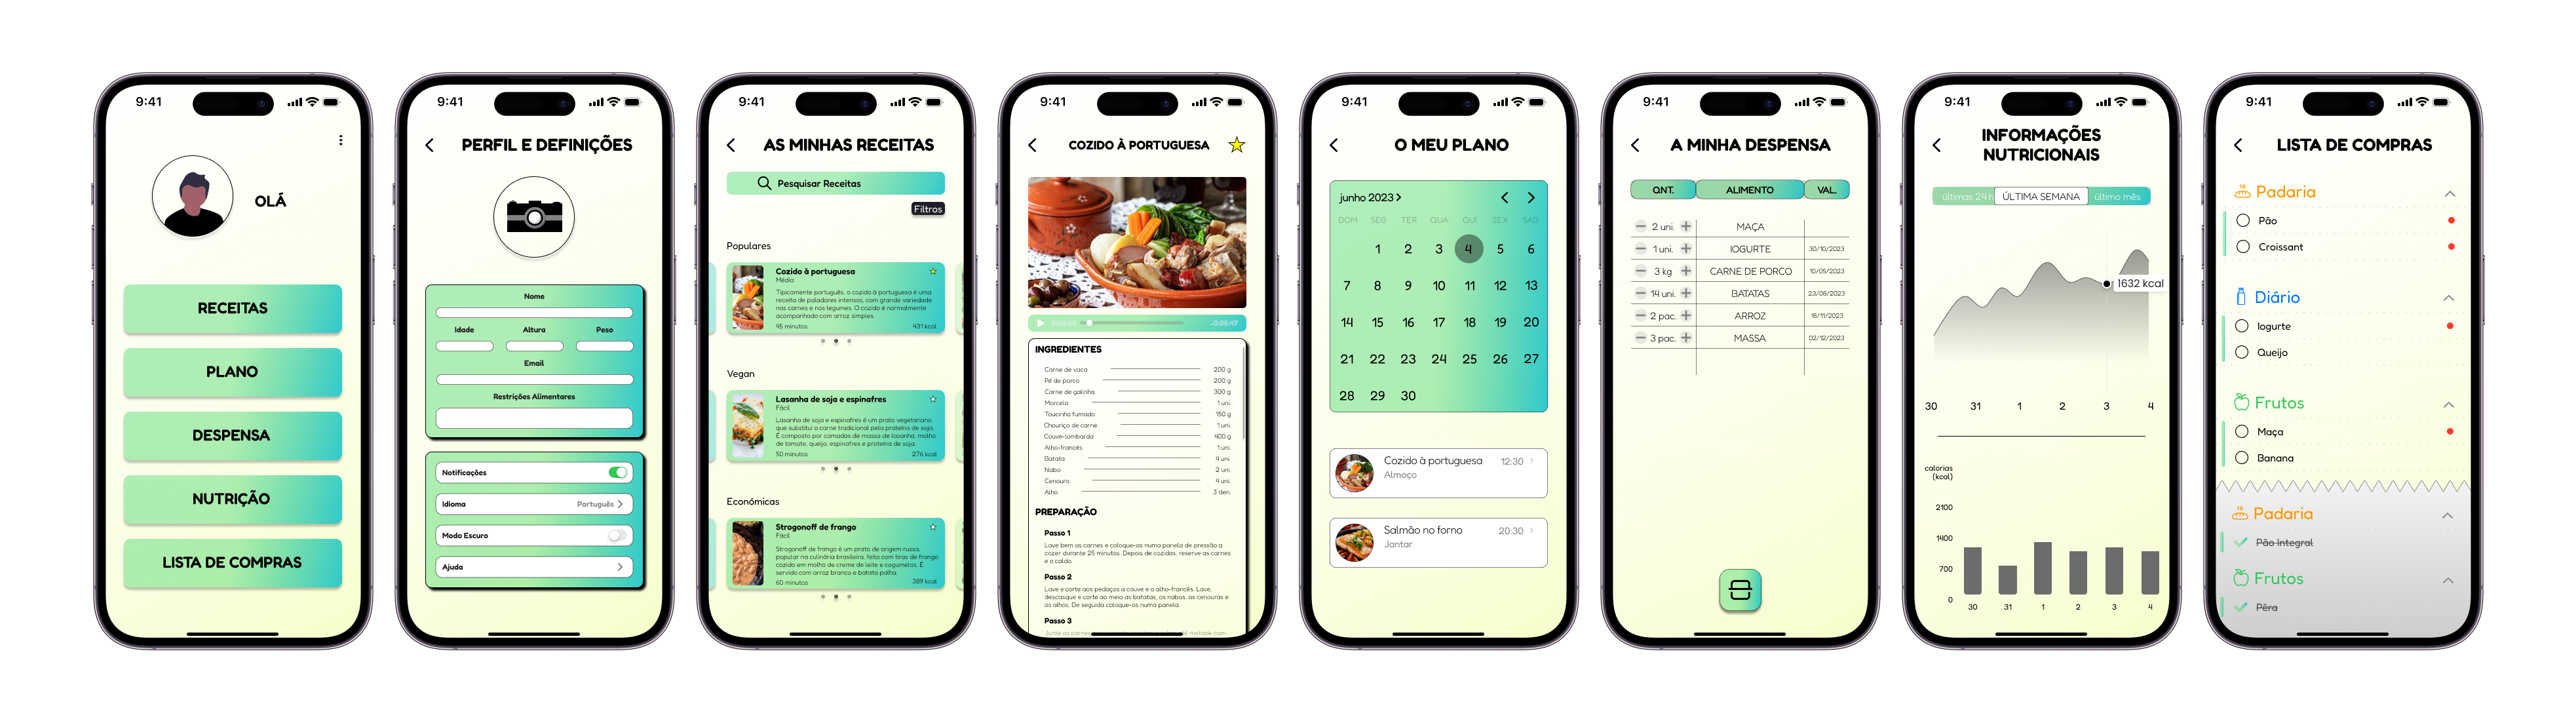 9:41
OLÁ
RECEITAS
PLANO
DESPENSA
NUTRIÇÃO
LISTA DE COMPRAS
9:41
PERFIL E DEFINIÇÕES
Nome
Idade Altura Peso
Email
Restrições Alimentares
Notificações
Idioma Português
Modo Escuro
Ajuda
9:41
AS MINHAS RECEITAS
Pesquisar Receitas
Filtros
Populares
Cozido à portuguesa
Médio
Tipicamente português, o cozido à portuguesa é uma
receita de paladares intensos, com grande variedade
nas carnes e nos legumes. O cozido é normalmente
acompanhado com arroz simples.
45 minutos 431 kcal
Vegan
Lasanha de soja e espinafres
Fácil
Lasanha de soja e espinafres é um prato vegetariano
que substitui a carne tradicional pela proteína de soja.
É composto por camadas de massa de lasanha, molho
de tomate, queijo, espinafres e proteína de soja.
50 minutos 276 kcal
Económicas
Strogonoff de frango
Fácil
Strogonoff de frango é um prato de origem russa,
popular na culinária brasileira, feito com tiras de frango
cozido em molho de creme de leite e cogumelos. É
servido com arroz branco e batata palha.
60 minutos 389 kcal
9:41
COZIDO À PORTUGUESA
INGREDIENTES
Carne de vaca 200 g
Pé de porco 200 g
Carne de galinha 300 g
Morcela 1 uni.
Toucinho fumado 150 g
Chouriço de carne 1 uni.
Couve-lombarda 400 g
Alho-francês 1 uni.
Batata 4 uni.
Nabo 2 uni.
Cenoura 4 uni.
Alho 3 den.
PREPARAÇÃO
Passo 1
Lave bem as carnes e coloque-as numa panela de pressão a
cozer durante 25 minutos. Depois de cozidas, reserve as carnes
e o caldo.
Passo 2
Lave e corte aos pedaços a couve e o alho-francês. Lave,
descasque e corte ao meio as batatas, os nabos, as cenouras e
os alhos. De seguida coloque-os numa panela.
Passo 3
Junte as carnes
9:41
O MEU PLANO
junho 2023
DOM SEG TER QUA QUI SEX SAB
1 2 3 4 5 6
7 8 9 10 11 12 13
14 15 16 17 18 19 20
21 22 23 24 25 26 27
28 29 30
Cozido à portuguesa 12:30
Almoço
Salmão no forno 20:30
Jantar
9:41
A MINHA DESPENSA
QNT. ALIMENTO VAL.
2 uni. MAÇA
1 uni. IOGURTE 30/10/2023
3 kg CARNE DE PORCO 10/05/2023
14 uni. BATATAS 23/08/2023
2 pac. ARROZ 18/11/2023
3 pac. MASSA 02/12/2023
9:41
INFORMAÇÕES
NUTRICIONAIS
últimas 24 h ÚLTIMA SEMANA último mês
1632 kcal
30 31 1 2 3 4
calorias
(kcal)
2100
1400
700
0
30 31 1 2 3 4
9:41
LISTA DE COMPRAS
Padaria
Pão
Croissant
Diário
Iogurte
Queijo
Frutos
Maça
Banana
Padaria
Pão Integral
Frutos
Pêra